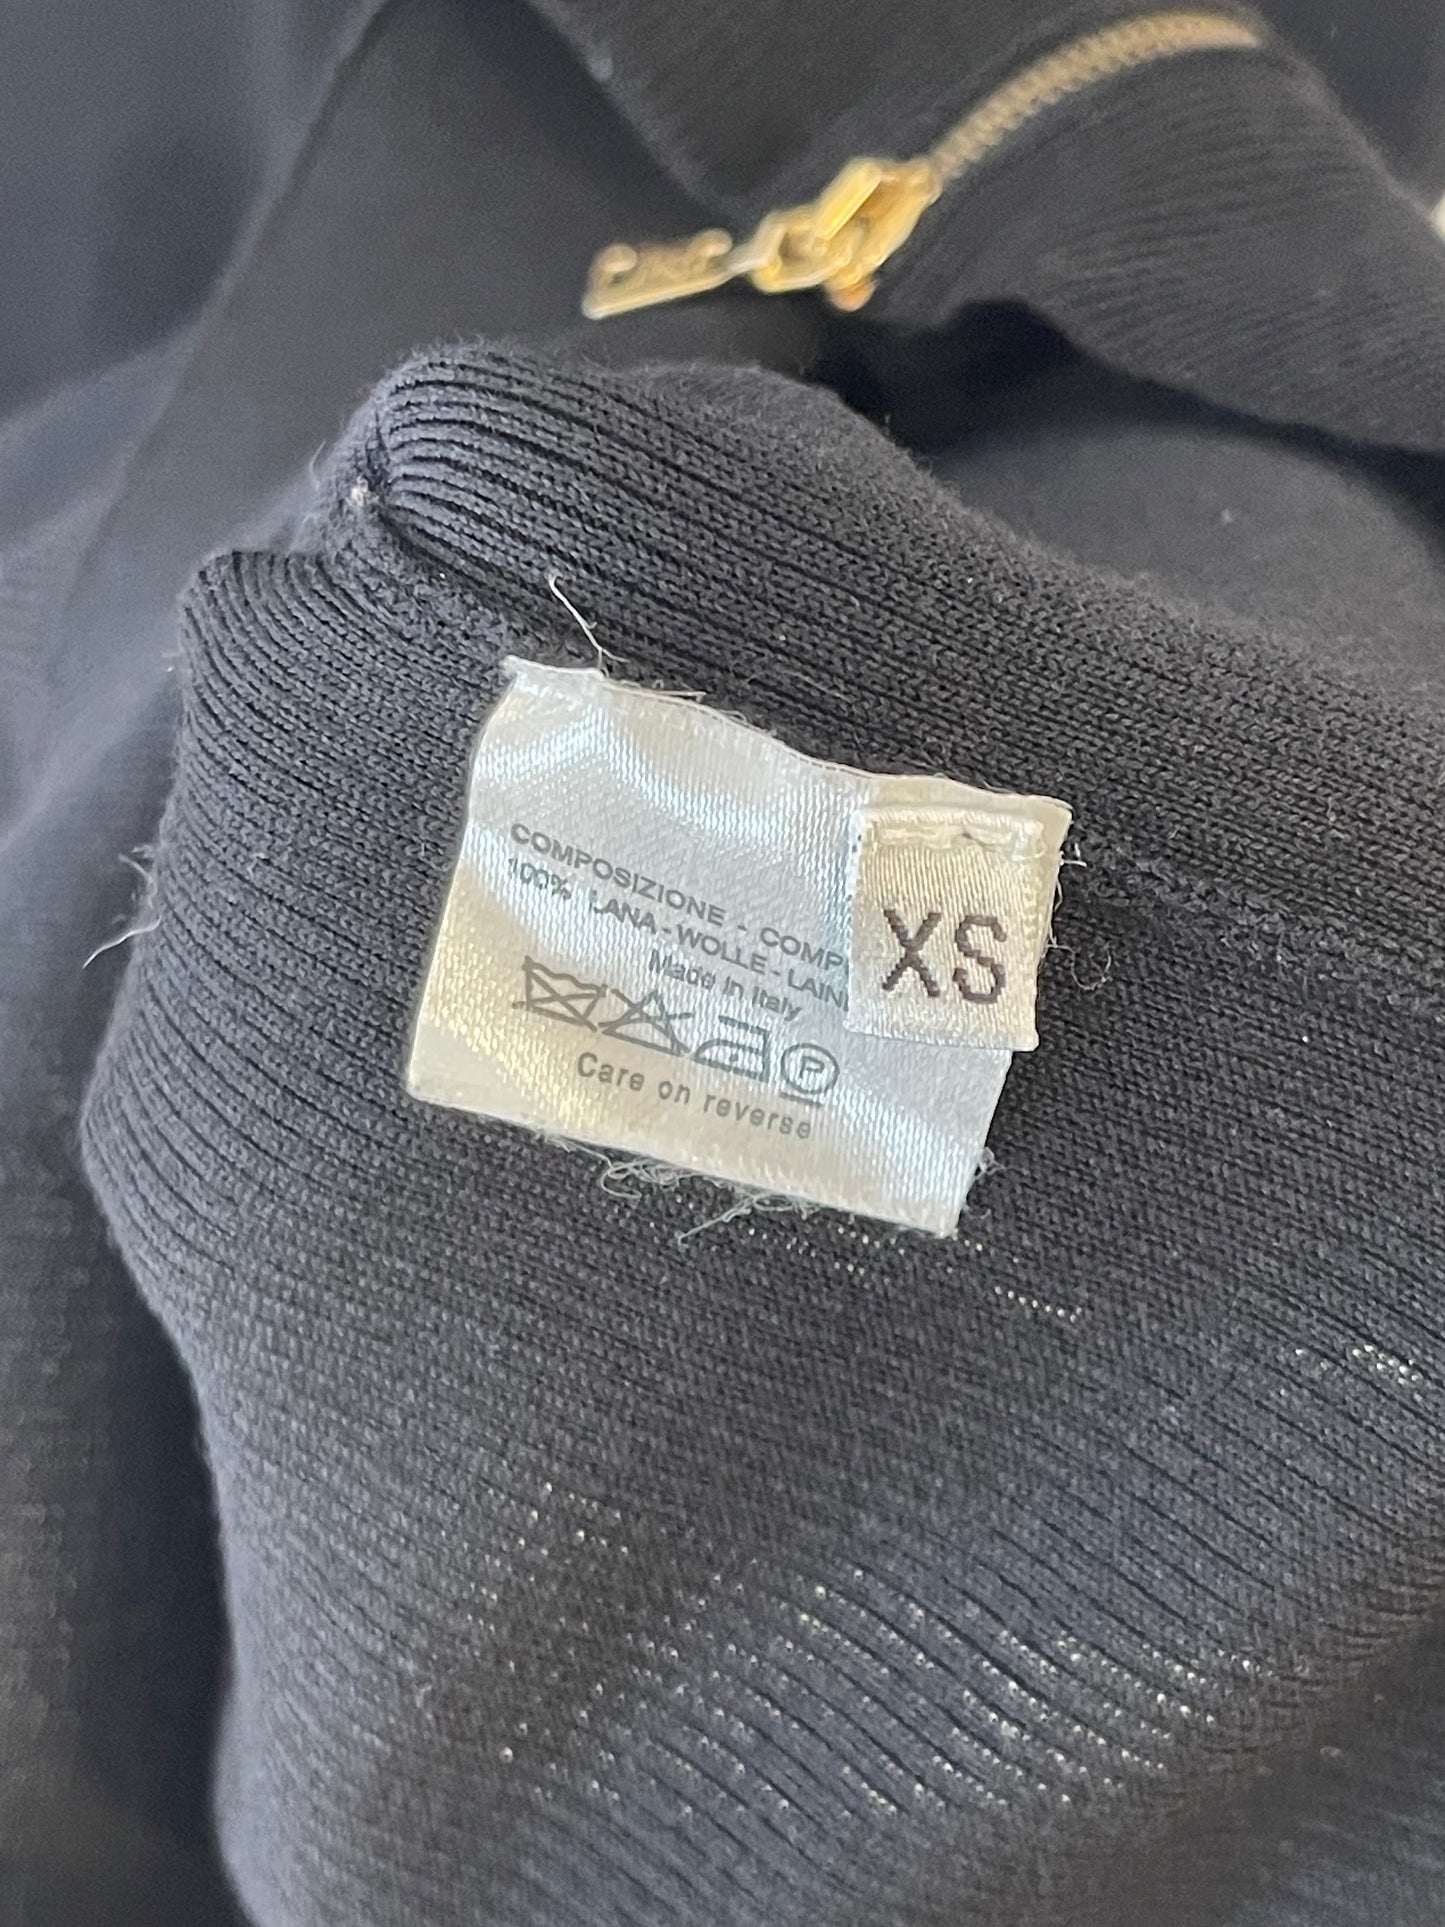 COMPOSIZIONE - COMP
100% LANA - WOLLE - LAIN
Made in Italy
P
Care on reverse
XS